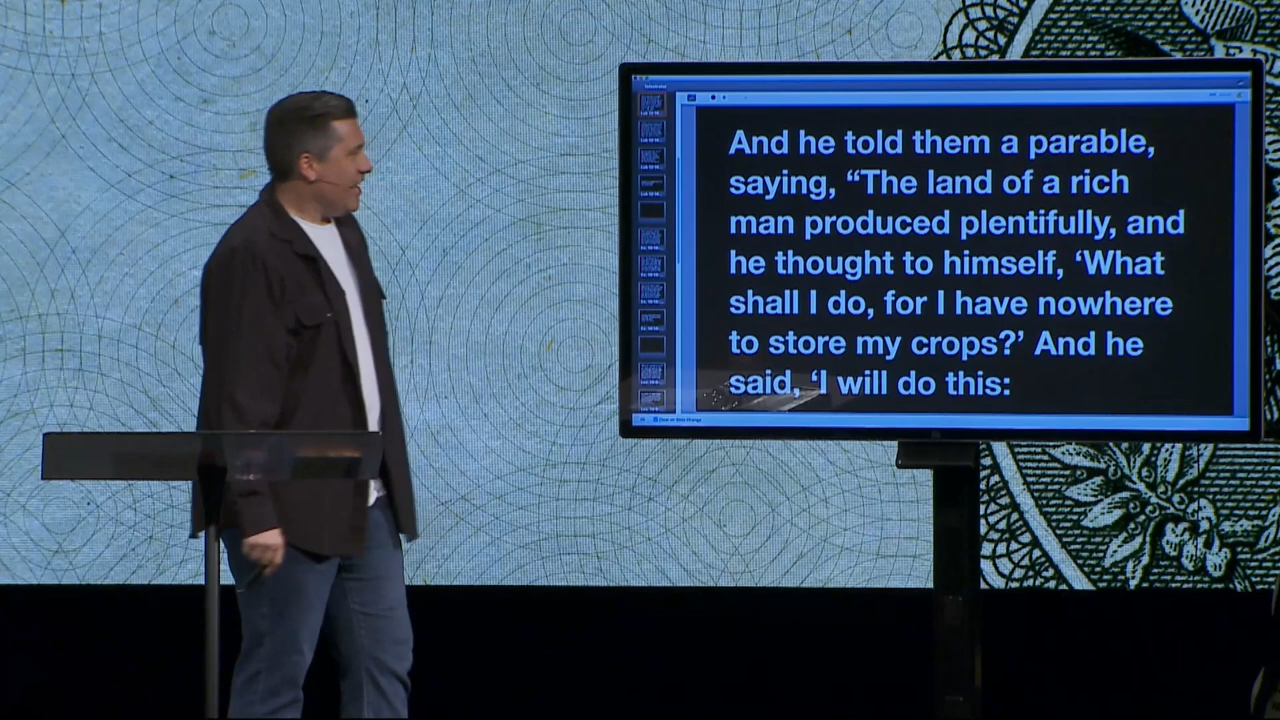 And he told them a parable,
saying, “The land of a rich
man produced plentifully, and
he thought to himself, ‘What
shall I do, for I have nowhere
to store my crops?’ And he
said, ‘I will do this: